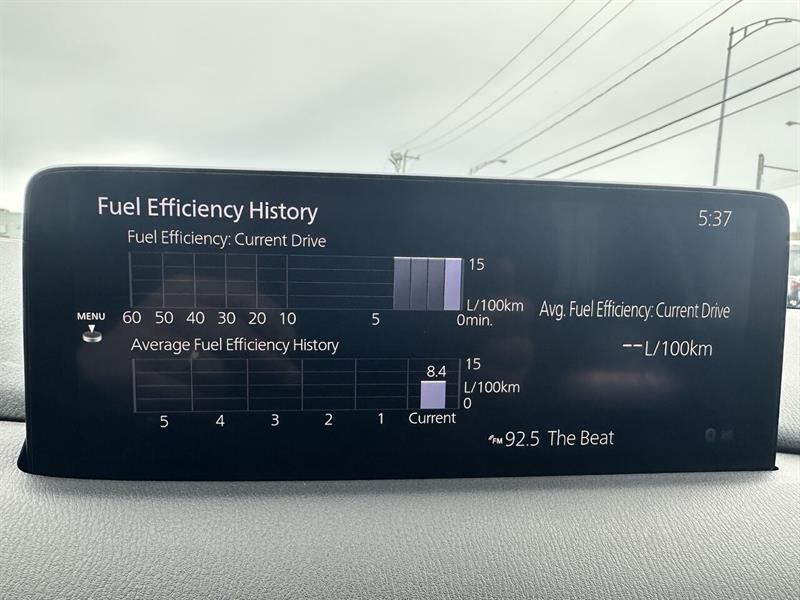 Fuel Efficiency History
5:37
Fuel Efficiency: Current Drive
15
L/100km
60 50 40 30 20 10 5 0min.
MENU
Avg. Fuel Efficiency: Current Drive
--L/100km
Average Fuel Efficiency History
15
8.4
L/100km
0
5 4 3 2 1 Current
FM 92.5 The Beat